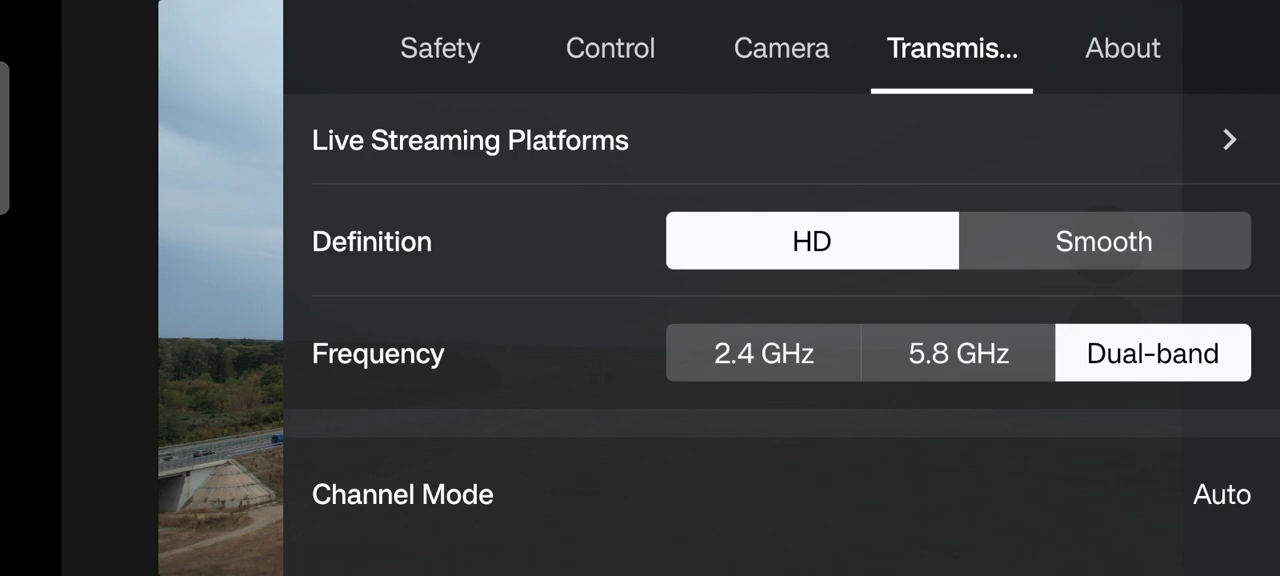 Safety Control Camera Transmis... About
Live Streaming Platforms
Definition HD Smooth
Frequency 2.4 GHz 5.8 GHz Dual-band
Channel Mode Auto